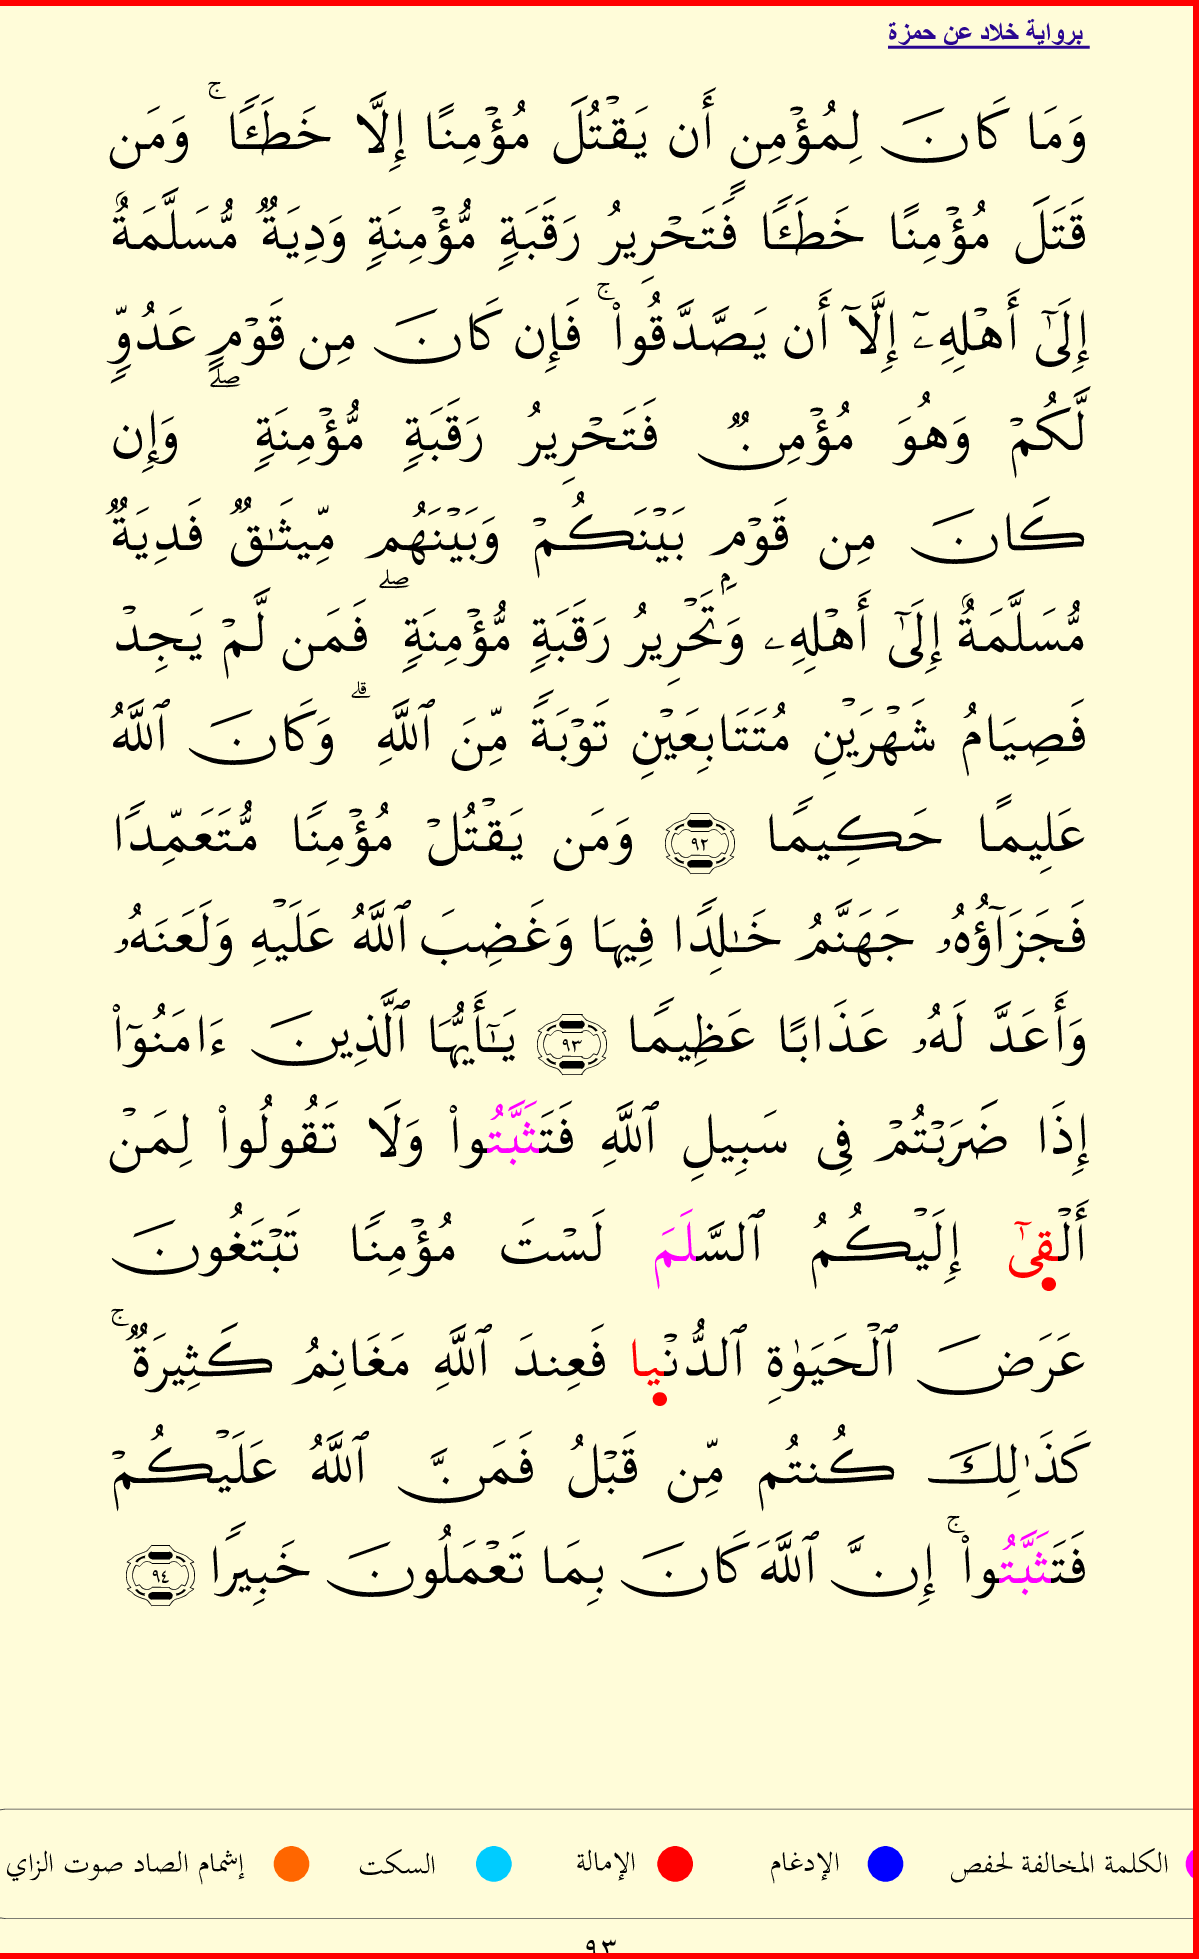 برواية خلاد عن حمزة
وَمَا كَانَ لِمُؤْمِنٍ أَن يَقْتُلَ مُؤْمِنًا إِلَّا خَطَـًٔا ۚ وَمَن
قَتَلَ مُؤْمِنًا خَطَـًٔا فَتَحْرِيرُ رَقَبَةٍ مُّؤْمِنَةٍ وَدِيَةٌ مُّسَلَّمَةٌ
إِلَىٰٓ أَهْلِهِۦٓ إِلَّآ أَن يَصَّدَّقُوا۟ ۚ فَإِن كَانَ مِن قَوْمٍ عَدُوٍّ
لَّكُمْ وَهُوَ مُؤْمِنٌ فَتَحْرِيرُ رَقَبَةٍ مُّؤْمِنَةٍ ۖ وَإِن
كَانَ مِن قَوْمٍۭ بَيْنَكُمْ وَبَيْنَهُم مِّيثَـٰقٌ فَدِيَةٌ
مُّسَلَّمَةٌ إِلَىٰٓ أَهْلِهِۦ وَتَحْرِيرُ رَقَبَةٍ مُّؤْمِنَةٍ ۖ فَمَن لَّمْ يَجِدْ
فَصِيَامُ شَهْرَيْنِ مُتَتَابِعَيْنِ تَوْبَةً مِّنَ ٱللَّهِ ۗ وَكَانَ ٱللَّهُ
عَلِيمًا حَكِيمًا ٩٢ وَمَن يَقْتُلْ مُؤْمِنًا مُّتَعَمِّدًا
فَجَزَآؤُهُۥ جَهَنَّمُ خَـٰلِدًا فِيهَا وَغَضِبَ ٱللَّهُ عَلَيْهِ وَلَعَنَهُۥ
وَأَعَدَّ لَهُۥ عَذَابًا عَظِيمًا ٩٣ يَـٰٓأَيُّهَا ٱلَّذِينَ ءَامَنُوٓا۟
إِذَا ضَرَبْتُمْ فِى سَبِيلِ ٱللَّهِ فَتَثَبَّتُوا۟ وَلَا تَقُولُوا۟ لِمَنْ
أَلْقِىٰٓ إِلَيْكُمُ ٱلسَّلَمَ لَسْتَ مُؤْمِنًا تَبْتَغُونَ
عَرَضَ ٱلْحَيَوٰةِ ٱلدُّنْيا فَعِندَ ٱللَّهِ مَغَانِمُ كَثِيرَةٌ ۚ
كَذَٰلِكَ كُنتُم مِّن قَبْلُ فَمَنَّ ٱللَّهُ عَلَيْكُمْ
فَتَثَبَّتُوا۟ ۚ إِنَّ ٱللَّهَ كَانَ بِمَا تَعْمَلُونَ خَبِيرًا ٩٤
الكلمة المخالفة لحفص الإدغام الإمالة السكت إشمام الصاد صوت الزاي
٩٣